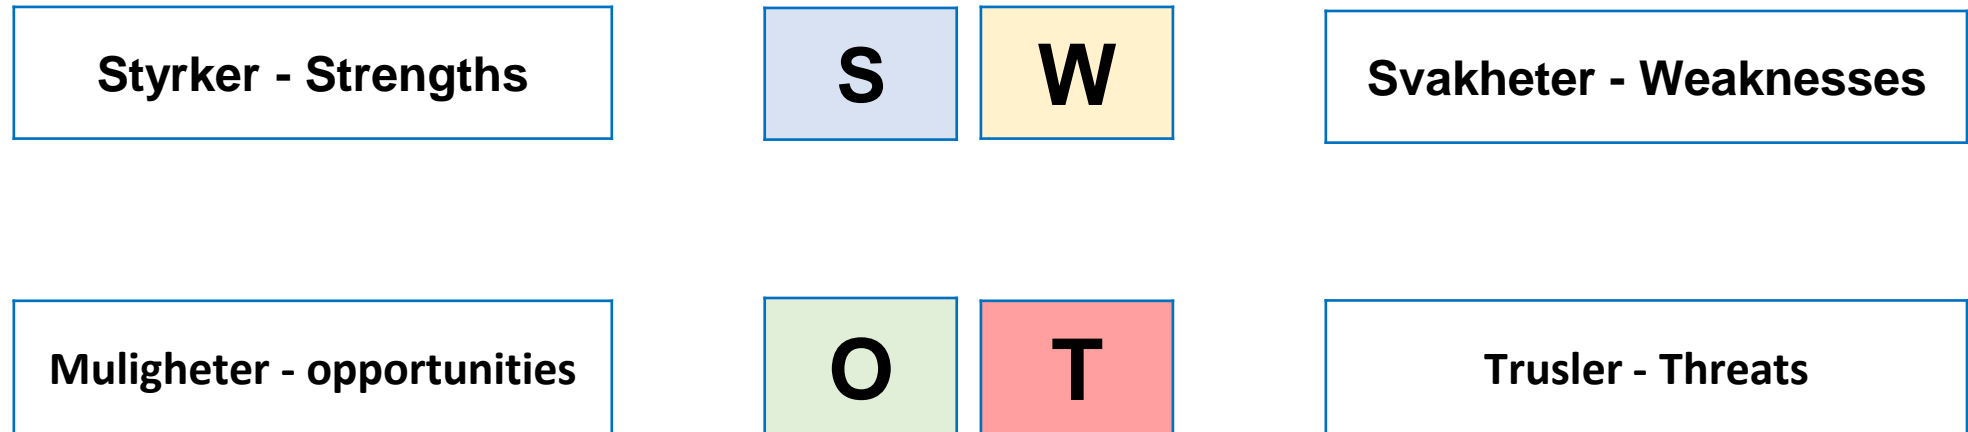 Styrker - Strengths
S
W
Svakheter - Weaknesses
Muligheter - opportunities
O
T
Trusler - Threats